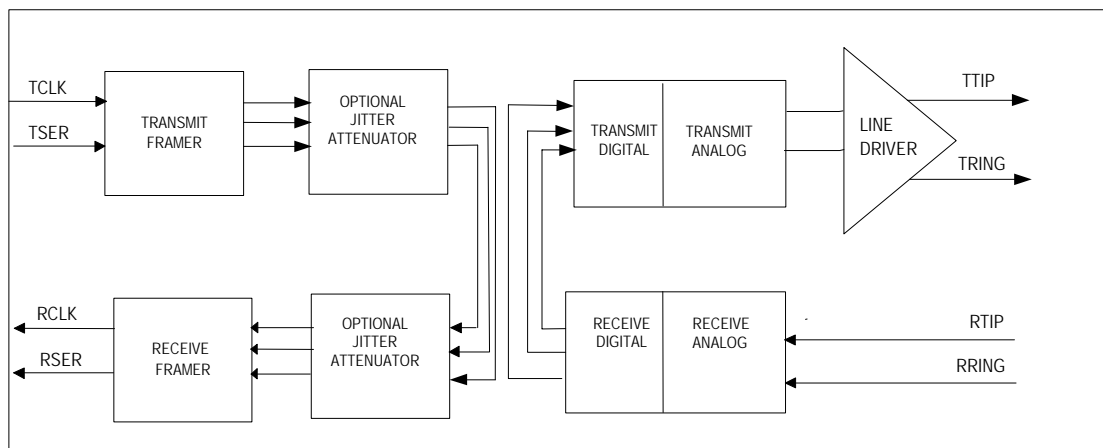 TCLK
TSER
TRANSMIT
FRAMER
OPTIONAL
JITTER
ATTENUATOR
TRANSMIT
DIGITAL
TRANSMIT
ANALOG
LINE
DRIVER
TTIP
TRING
RCLK
RSER
RECEIVE
FRAMER
OPTIONAL
JITTER
ATTENUATOR
RECEIVE
DIGITAL
RECEIVE
ANALOG
RTIP
RRING